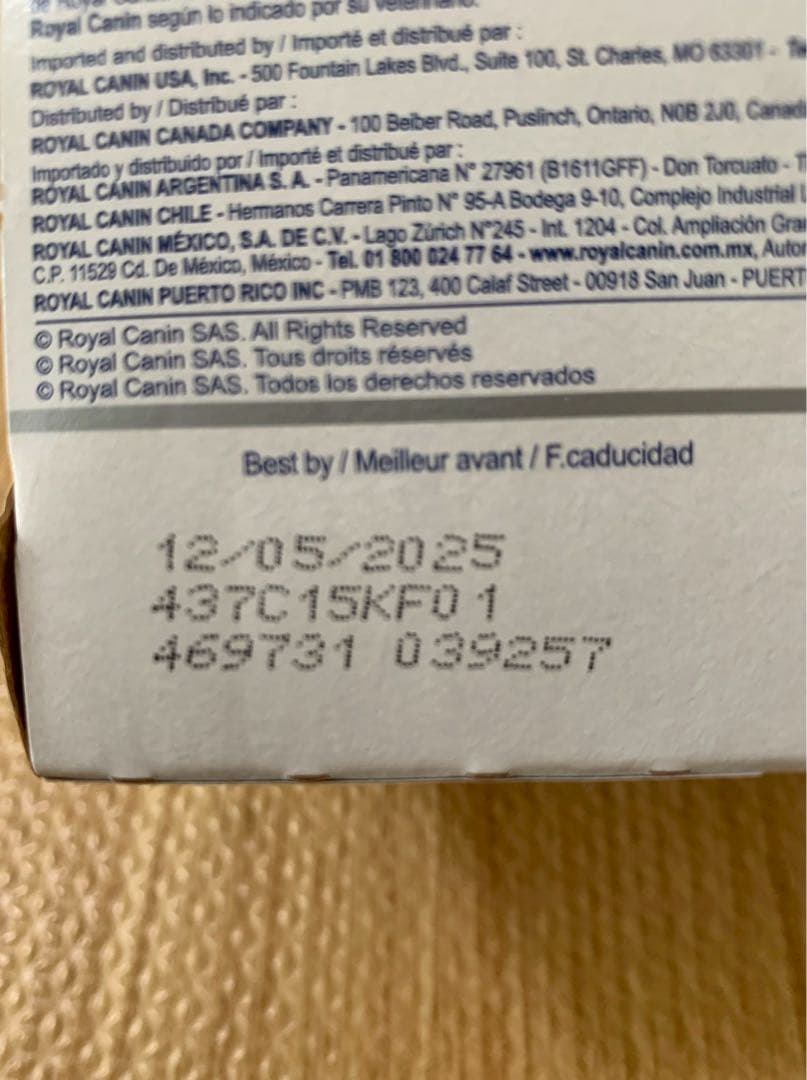 Royal Canin según lo indicado por su veterinario.
Imported and distributed by / Importé et distribué par :
ROYAL CANIN USA, Inc. - 500 Fountain Lakes Blvd., Suite 100, St. Charles, MO 63301 -
Distributed by / Distribué par :
ROYAL CANIN CANADA COMPANY - 100 Beiber Road, Puslinch, Ontario, N0B 2J0, Canad
Importado y distribuido por / Importé et distribué par :
ROYAL CANIN ARGENTINA S. A. - Panamericana N° 27961 (B1611GFF) - Don Torcuato -
ROYAL CANIN CHILE - Hermanos Carrera Pinto N° 95-A Bodega 9-10, Complejo Industrial
ROYAL CANIN MÉXICO, S.A. DE C.V. - Lago Zürich N°245 - Int. 1204 - Col. Ampliación Gra
C.P. 11529 Cd. De México, México - Tel. 01 800 024 77 64 - www.royalcanin.com.mx, Autor
ROYAL CANIN PUERTO RICO INC - PMB 123, 400 Calaf Street - 00918 San Juan - PUERT
© Royal Canin SAS. All Rights Reserved
© Royal Canin SAS. Tous droits réservés
© Royal Canin SAS. Todos los derechos reservados
Best by / Meilleur avant / F.caducidad
12/05/2025
437C15KF01
469731 039257